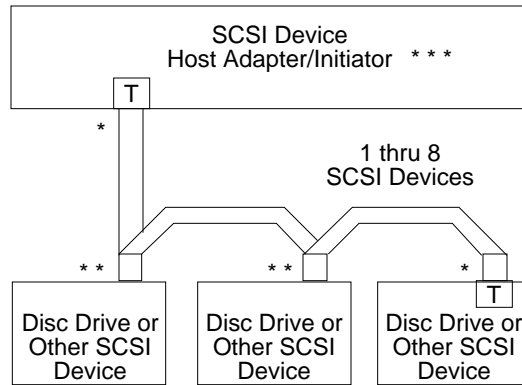 SCSI Device
Host Adapter/Initiator * * *
T
*
1 thru 8
SCSI Devices
* *
* *
*
T
Disc Drive or
Other SCSI
Device
Disc Drive or
Other SCSI
Device
Disc Drive or
Other SCSI
Device